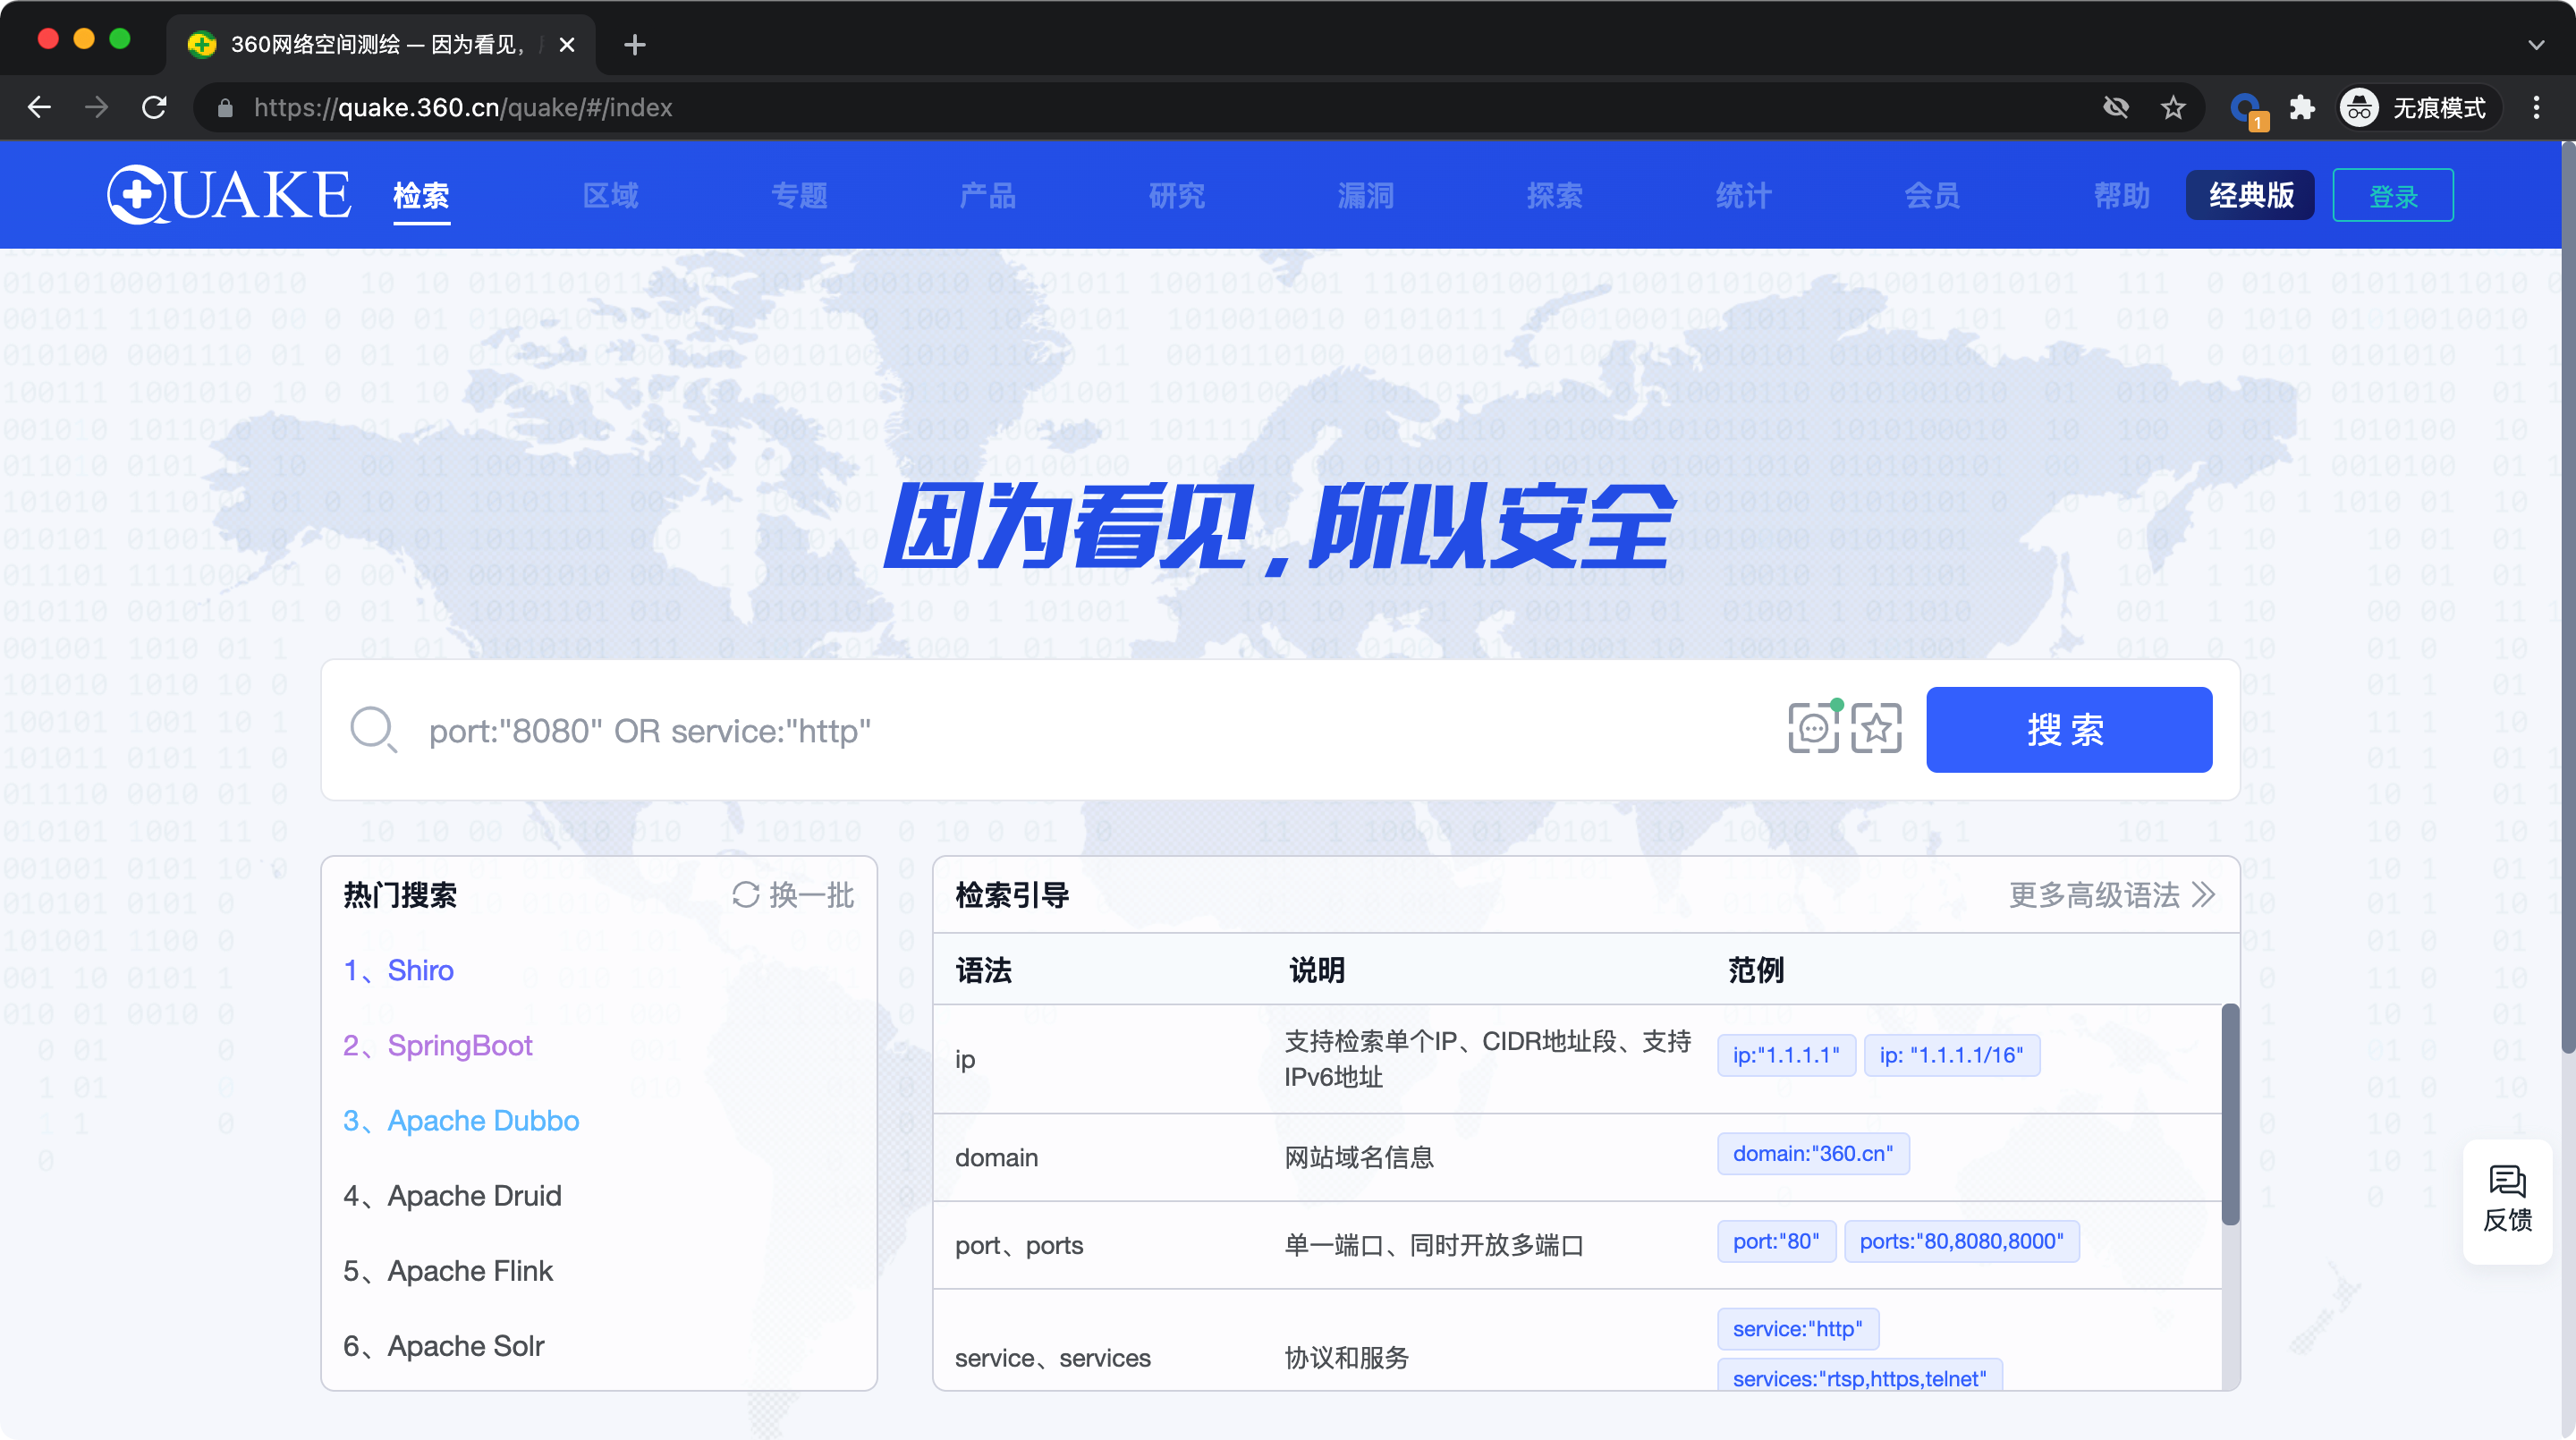 360网络空间测绘 — 因为看见，
https://quake.360.cn/quake/#/index
1
无痕模式
QUAKE
检索
区域
专题
产品
研究
漏洞
探索
统计
会员
帮助
经典版
登录
因为看见,所以安全
port:"8080" OR service:"http"
搜 索
热门搜索
换一批
1、Shiro
2、SpringBoot
3、Apache Dubbo
4、Apache Druid
5、Apache Flink
6、Apache Solr
检索引导
更多高级语法
语法 说明 范例
ip
支持检索单个IP、CIDR地址段、支持
IPv6地址
ip:"1.1.1.1" ip: "1.1.1.1/16"
domain 网站域名信息 domain:"360.cn"
port、ports 单一端口、同时开放多端口 port:"80" ports:"80,8080,8000"
service、services 协议和服务
service:"http"
services:"rtsp,https,telnet"
反馈